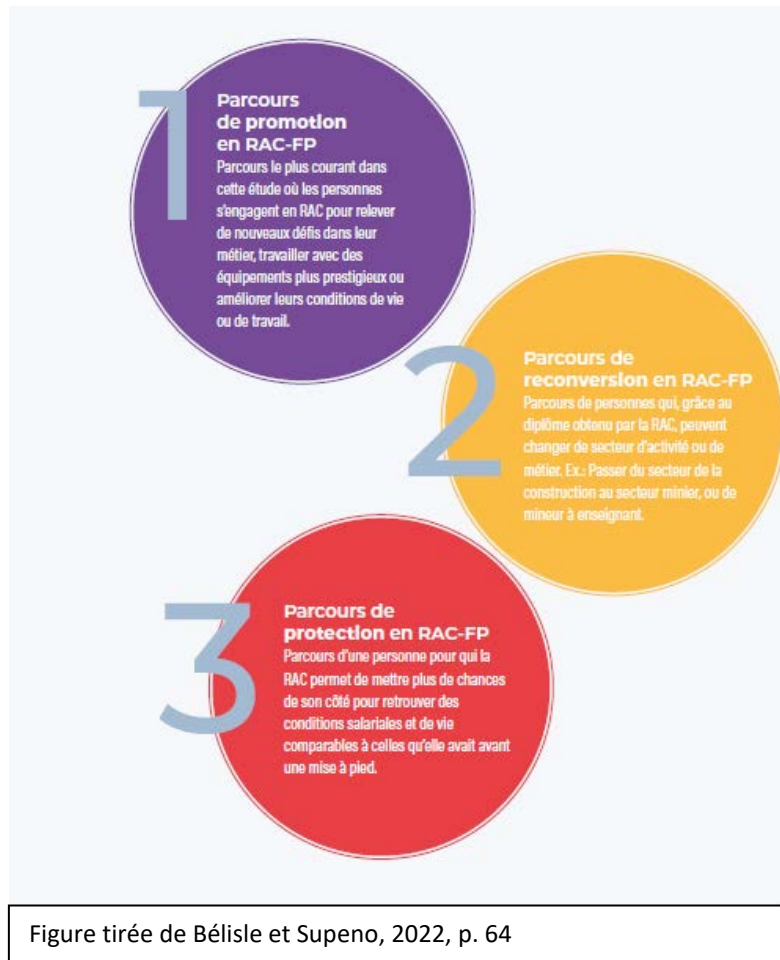 1
Parcours
de promotion
en RAC-FP
Parcours le plus courant dans
cette étude où les personnes
s'engagent en RAC pour relever
de nouveaux défis dans leur
métier, travailler avec des
équipements plus prestigieux ou
améliorer leurs conditions de vie
ou de travail.
2
Parcours de
reconversion en RAC-FP
Parcours de personnes qui, grâce au
diplôme obtenu par la RAC, peuvent
changer de secteur d'activité ou de
métier. Ex.: Passer du secteur de la
construction au secteur minier, ou de
mineur à enseignant.
3
Parcours de
protection en RAC-FP
Parcours d'une personne pour qui la
RAC permet de mettre plus de chances
de son côté pour retrouver des
conditions salariales et de vie
comparables à celles qu'elle avait avant
une mise à pied.
Figure tirée de Bélisle et Supeno, 2022, p. 64